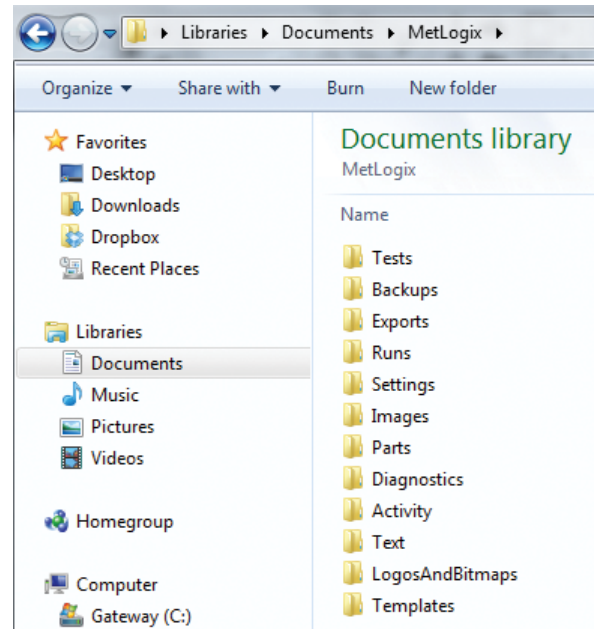 Libraries Documents MetLogix
Organize Share with Burn New folder
Favorites
Desktop
Downloads
Dropbox
Recent Places
Libraries
Documents
Music
Pictures
Videos
Homegroup
Computer
Gateway (C:)
Documents library
MetLogix
Name
Tests
Backups
Exports
Runs
Settings
Images
Parts
Diagnostics
Activity
Text
LogosAndBitmaps
Templates